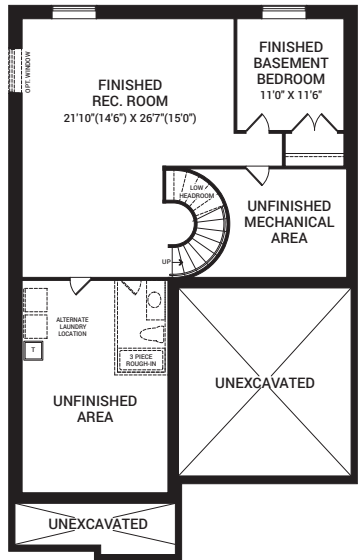 OPT. WINDOW
FINISHED
REC. ROOM
21'10"(14'6") X 26'7"(15'0")
FINISHED
BASEMENT
BEDROOM
11'0" X 11'6"
LOW
HEADROOM
UP
UNFINISHED
MECHANICAL
AREA
ALTERNATE
LAUNDRY
LOCATION
T
3 PIECE
ROUGH-IN
UNFINISHED
AREA
UNEXCAVATED
UNEXCAVATED